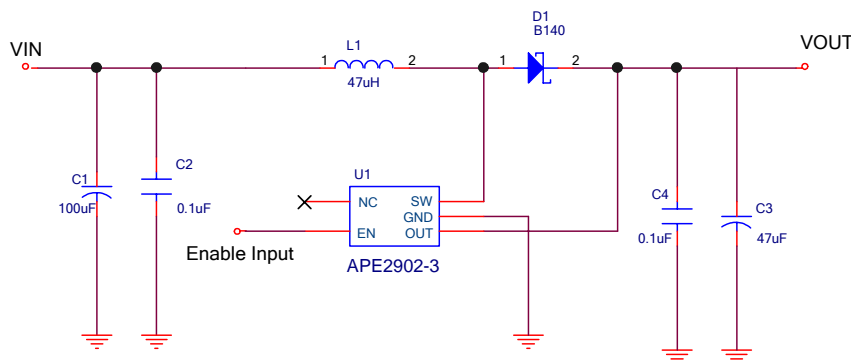 D1
B140
VIN
L1
VOUT
1
2
1
2
47uH
C2
U1
C1
C4
C3
NC
SW
GND
100uF
0.1uF
EN
OUT
0.1uF
47uF
Enable Input
APE2902-3